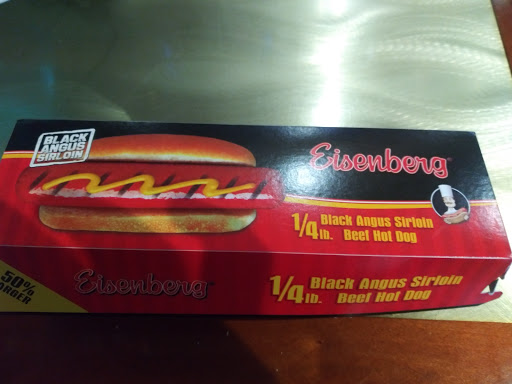 BLACK
ANGUS
SIRLOIN
Eisenberg
1/4 lb. Black Angus Sirloin
Beef Hot Dog
50%
Eisenberg
1/4 lb. Black Angus Sirloin
Beef Hot Dog